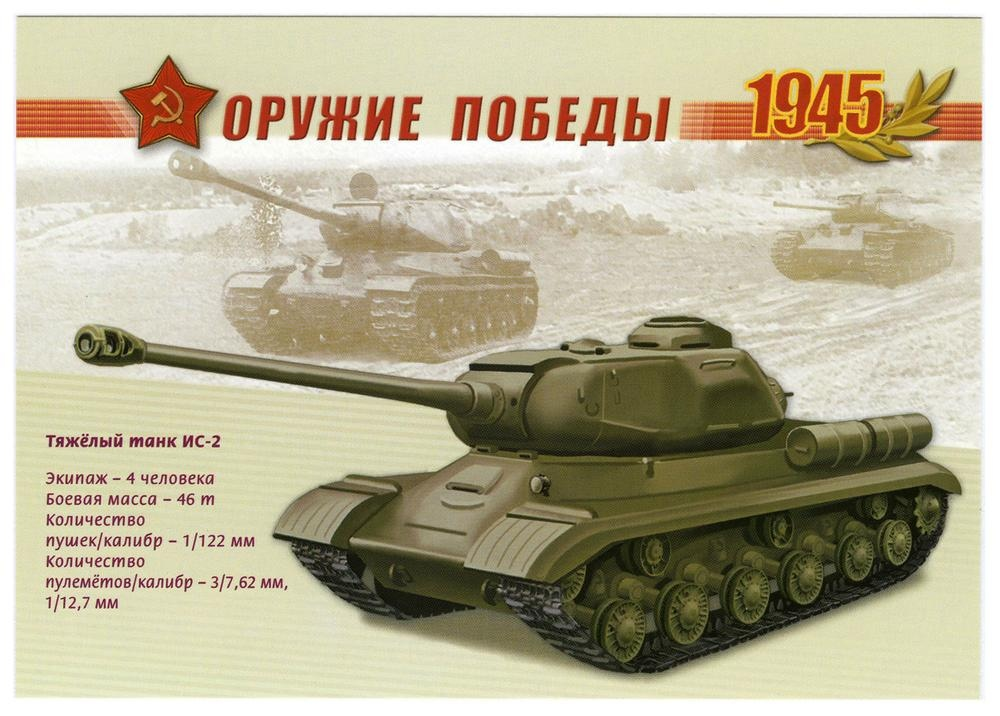 ОРУЖИЕ ПОБЕДЫ
1945
Тяжёлый танк ИС-2
Экипаж – 4 человека
Боевая масса – 46 т
Количество
пушек/калибр – 1/122 мм
Количество
пулемётов/калибр – 3/7,62 мм,
1/12,7 мм